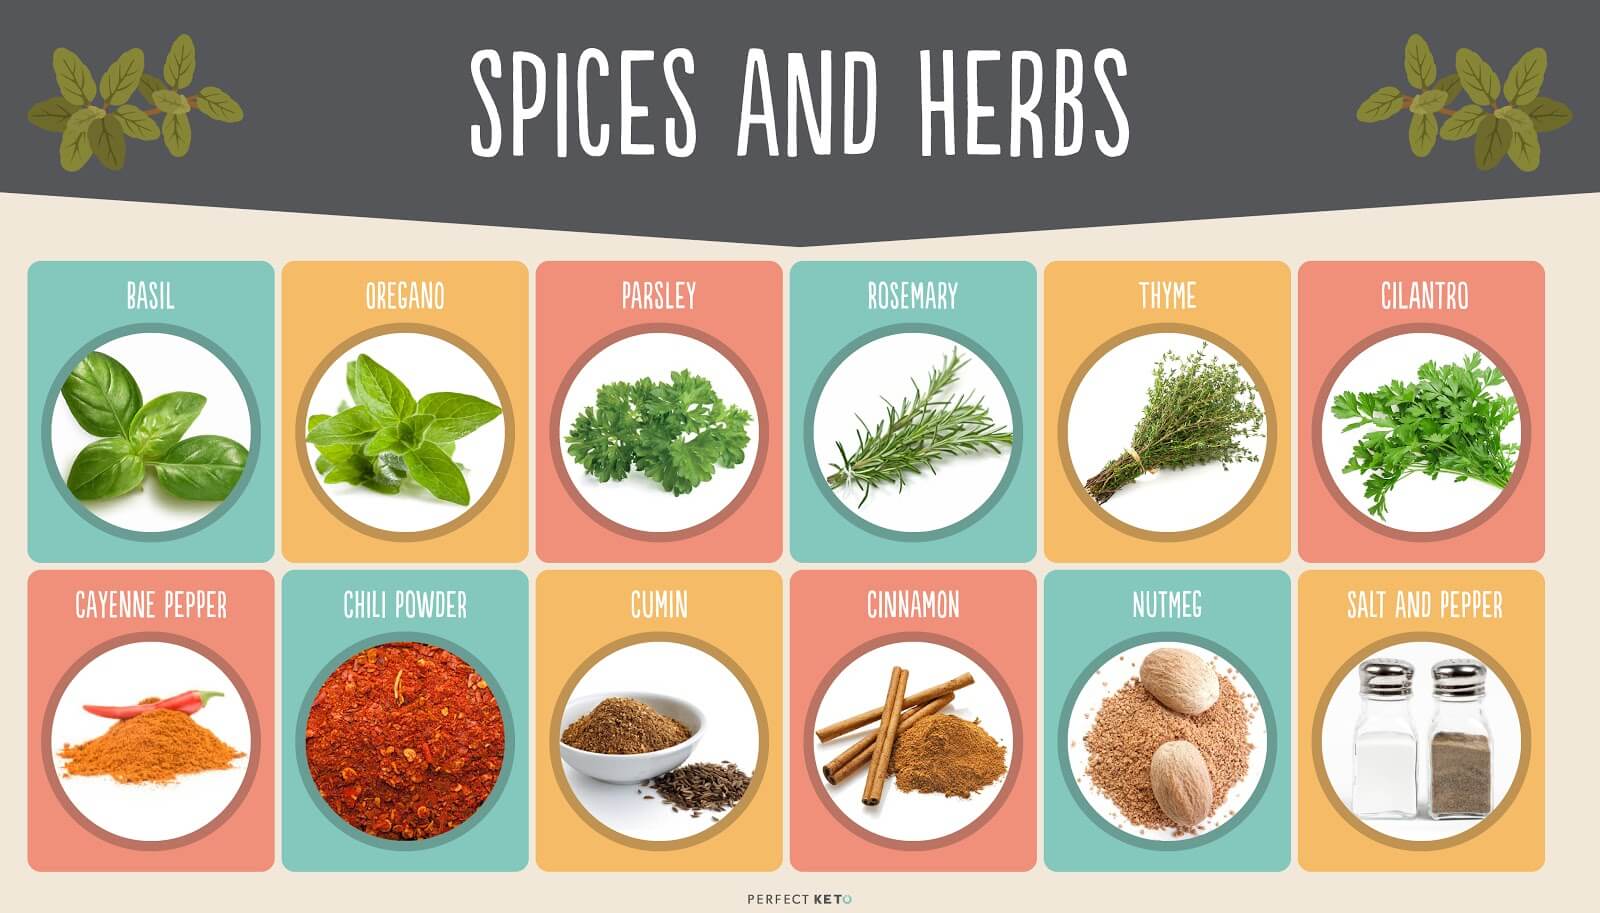 SPICES AND HERBS
BASIL
OREGANO
PARSLEY
ROSEMARY
THYME
CILANTRO
CAYENNE PEPPER
CHILI POWDER
CUMIN
CINNAMON
NUTMEG
SALT AND PEPPER
PERFECT KETO